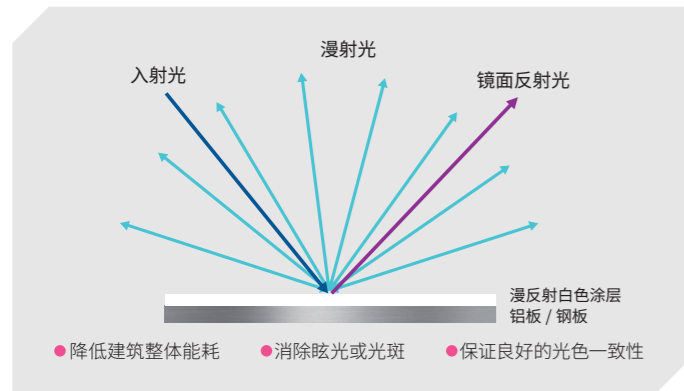 漫射光
入射光
镜面反射光
漫反射白色涂层
铝板 / 钢板
降低建筑整体能耗
消除眩光或光斑
保证良好的光色一致性